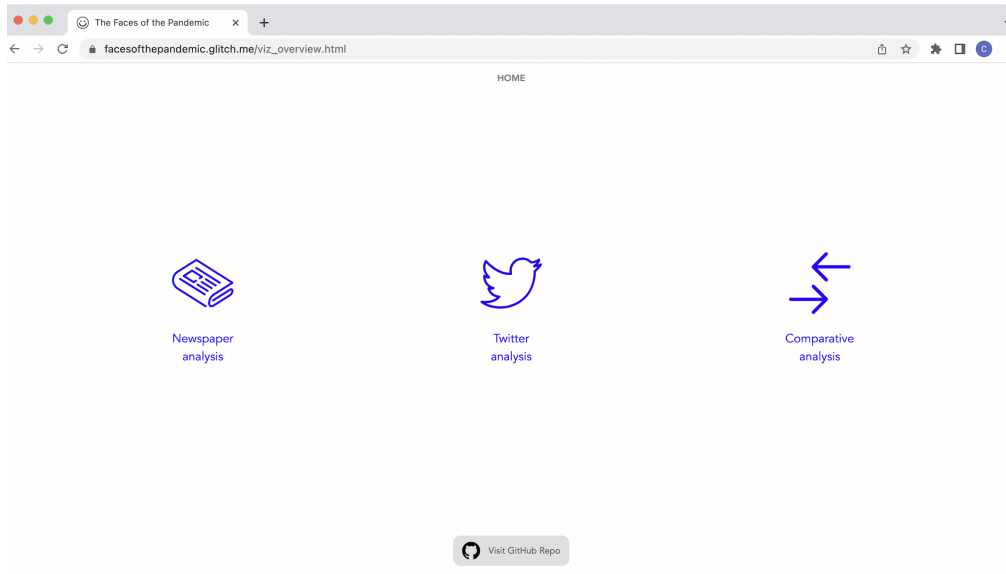 The Faces of the Pandemic
facesofthepandemic.glitch.me/viz_overview.html
C
HOME
Newspaper
analysis
Twitter
analysis
Comparative
analysis
Visit GitHub Repo